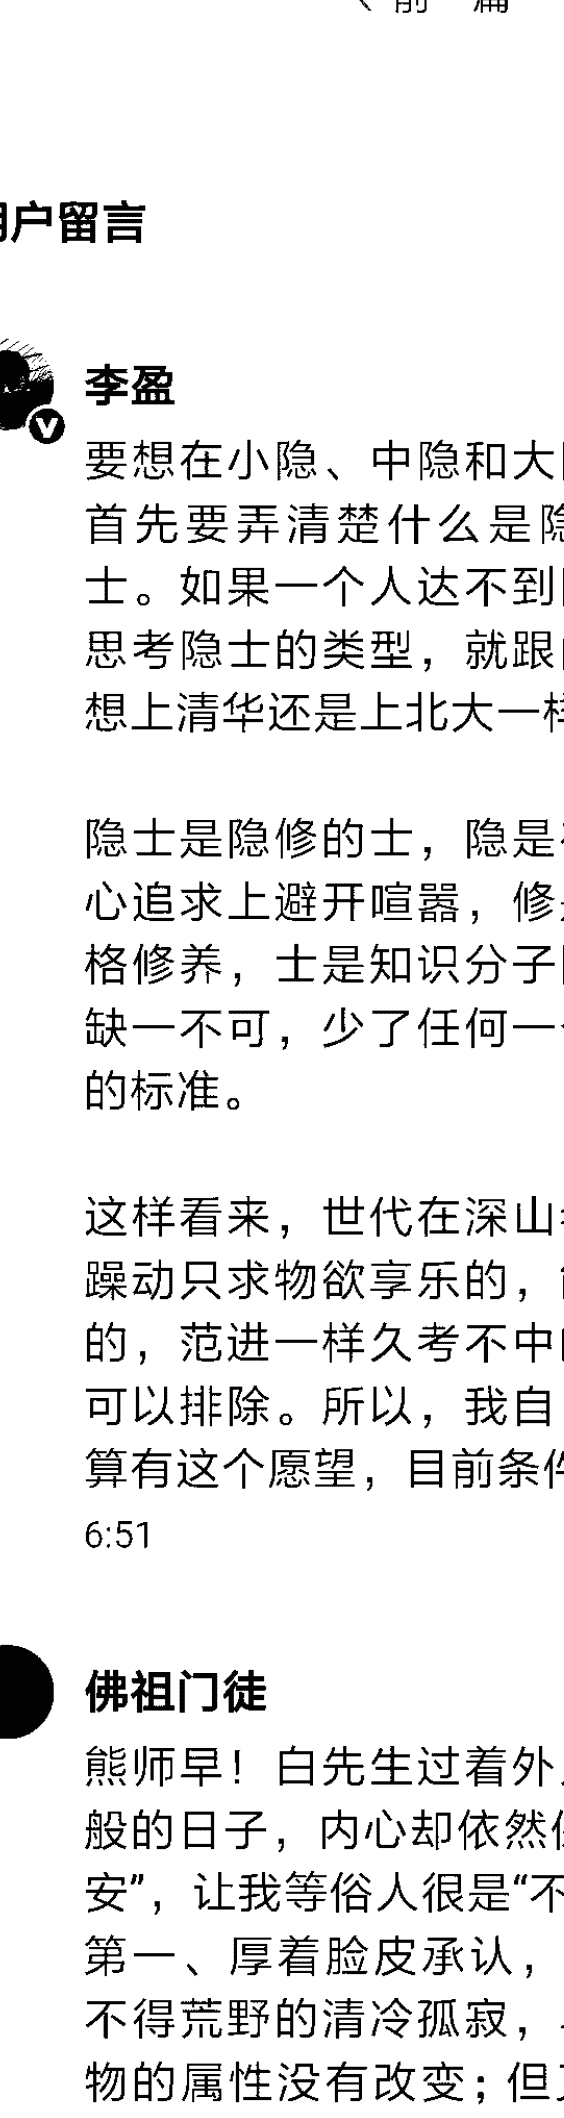 前 篇
用户留言
李盈
要想在小隐、中隐和大
首先要弄清楚什么是隐
士。如果一个人达不到
思考隐士的类型，就跟
想上清华还是上北大一样
隐士是隐修的士，隐是
心追求上避开喧嚣，修
格修养，士是知识分子
缺一不可，少了任何一
的标准。
这样看来，世代在深山
躁动只求物欲享乐的，
的，范进一样久考不中
可以排除。所以，我自
算有这个愿望，目前条件
6:51
佛祖门徒
熊师早！白先生过着外
般的日子，内心却依然
安”，让我等俗人很是“不
第一、厚着脸皮承认，
不得荒野的清冷孤寂，
物的属性没有改变；但